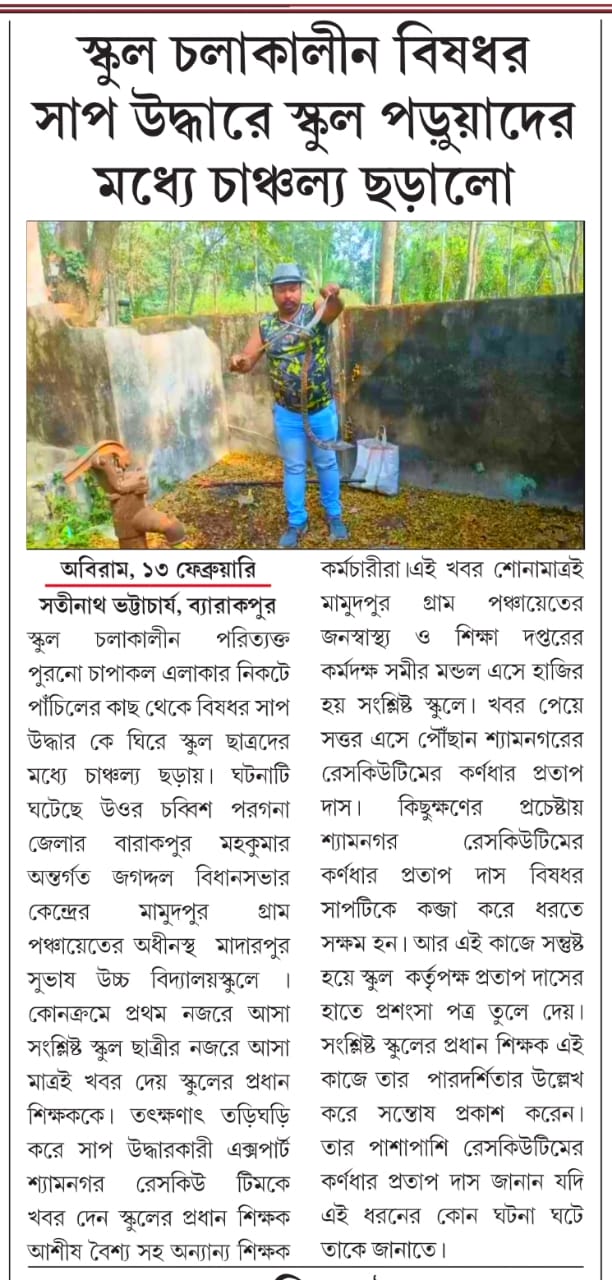 স্কুল চলাকালীন বিষধর
সাপ উদ্ধারে স্কুল পড়ুয়াদের
মধ্যে চাঞ্চল্য ছড়ালো
অবিরাম, ১৩ ফেব্রুয়ারি
সতীনাথ ভট্টাচার্য, ব্যারাকপুর
স্কুল চলাকালীন পরিত্যক্ত
পুরনো চাপাকল এলাকার নিকটে
পাঁচিলের কাছ থেকে বিষধর সাপ
উদ্ধার কে ঘিরে স্কুল ছাত্রদের
মধ্যে চাঞ্চল্য ছড়ায়। ঘটনাটি
ঘটেছে উওর চব্বিশ পরগনা
জেলার বারাকপুর মহকুমার
অন্তর্গত জগদ্দল বিধানসভার
কেন্দ্রের মামুদপুর গ্রাম
পঞ্চায়েতের অধীনস্থ মাদারপুর
সুভাষ উচ্চ বিদ্যালয়স্কুলে ।
কোনক্রমে প্রথম নজরে আসা
সংশ্লিষ্ট স্কুল ছাত্রীর নজরে আসা
মাত্রই খবর দেয় স্কুলের প্রধান
শিক্ষককে। তৎক্ষণাৎ তড়িঘড়ি
করে সাপ উদ্ধারকারী এক্সপার্ট
শ্যামনগর রেসকিউ টিমকে
খবর দেন স্কুলের প্রধান শিক্ষক
আশীষ বৈশ্য সহ অন্যান্য শিক্ষক
কর্মচারীরা।এই খবর শোনামাত্রই
মামুদপুর গ্রাম পঞ্চায়েতের
জনস্বাস্থ্য ও শিক্ষা দপ্তরের
কর্মদক্ষ সমীর মন্ডল এসে হাজির
হয় সংশ্লিষ্ট স্কুলে। খবর পেয়ে
সত্তর এসে পৌঁছান শ্যামনগরের
রেসকিউটিমের কর্ণধার প্রতাপ
দাস। কিছুক্ষণের প্রচেষ্টায়
শ্যামনগর রেসকিউটিমের
কর্ণধার প্রতাপ দাস বিষধর
সাপটিকে কব্জা করে ধরতে
সক্ষম হন। আর এই কাজে সন্তুষ্ট
হয়ে স্কুল কর্তৃপক্ষ প্রতাপ দাসের
হাতে প্রশংসা পত্র তুলে দেয়।
সংশ্লিষ্ট স্কুলের প্রধান শিক্ষক এই
কাজে তার পারদর্শিতার উল্লেখ
করে সন্তোষ প্রকাশ করেন।
তার পাশাপাশি রেসকিউটিমের
কর্ণধার প্রতাপ দাস জানান যদি
এই ধরনের কোন ঘটনা ঘটে
তাকে জানাতে।